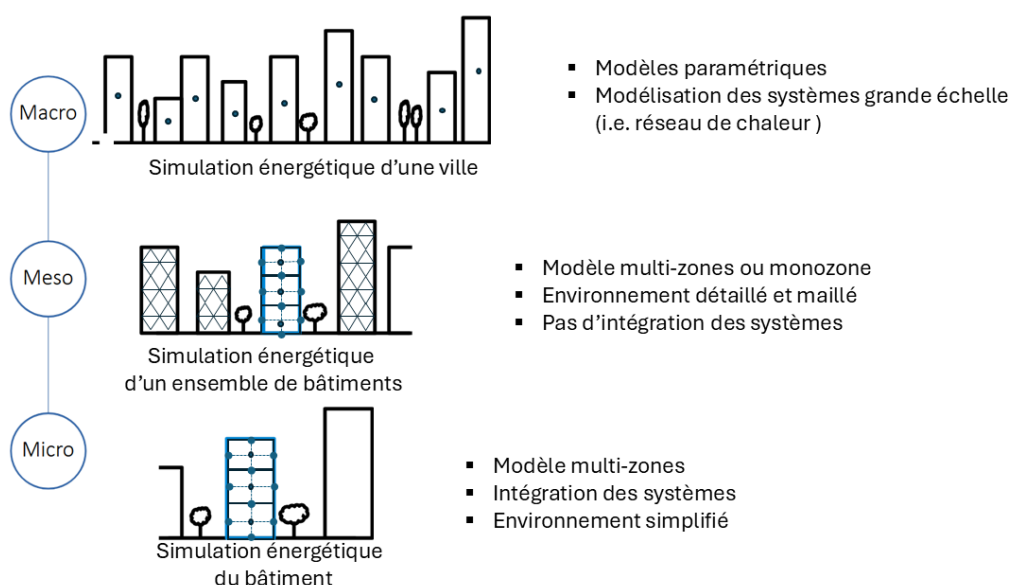 Macro
▪ Modèles paramétriques
▪ Modélisation des systèmes grande échelle
(i.e. réseau de chaleur )
Simulation énergétique d’une ville
Meso
▪ Modèle multi-zones ou monozone
▪ Environnement détaillé et maillé
▪ Pas d’intégration des systèmes
Simulation énergétique
d’un ensemble de bâtiments
Micro
▪ Modèle multi-zones
▪ Intégration des systèmes
▪ Environnement simplifié
Simulation énergétique
du bâtiment